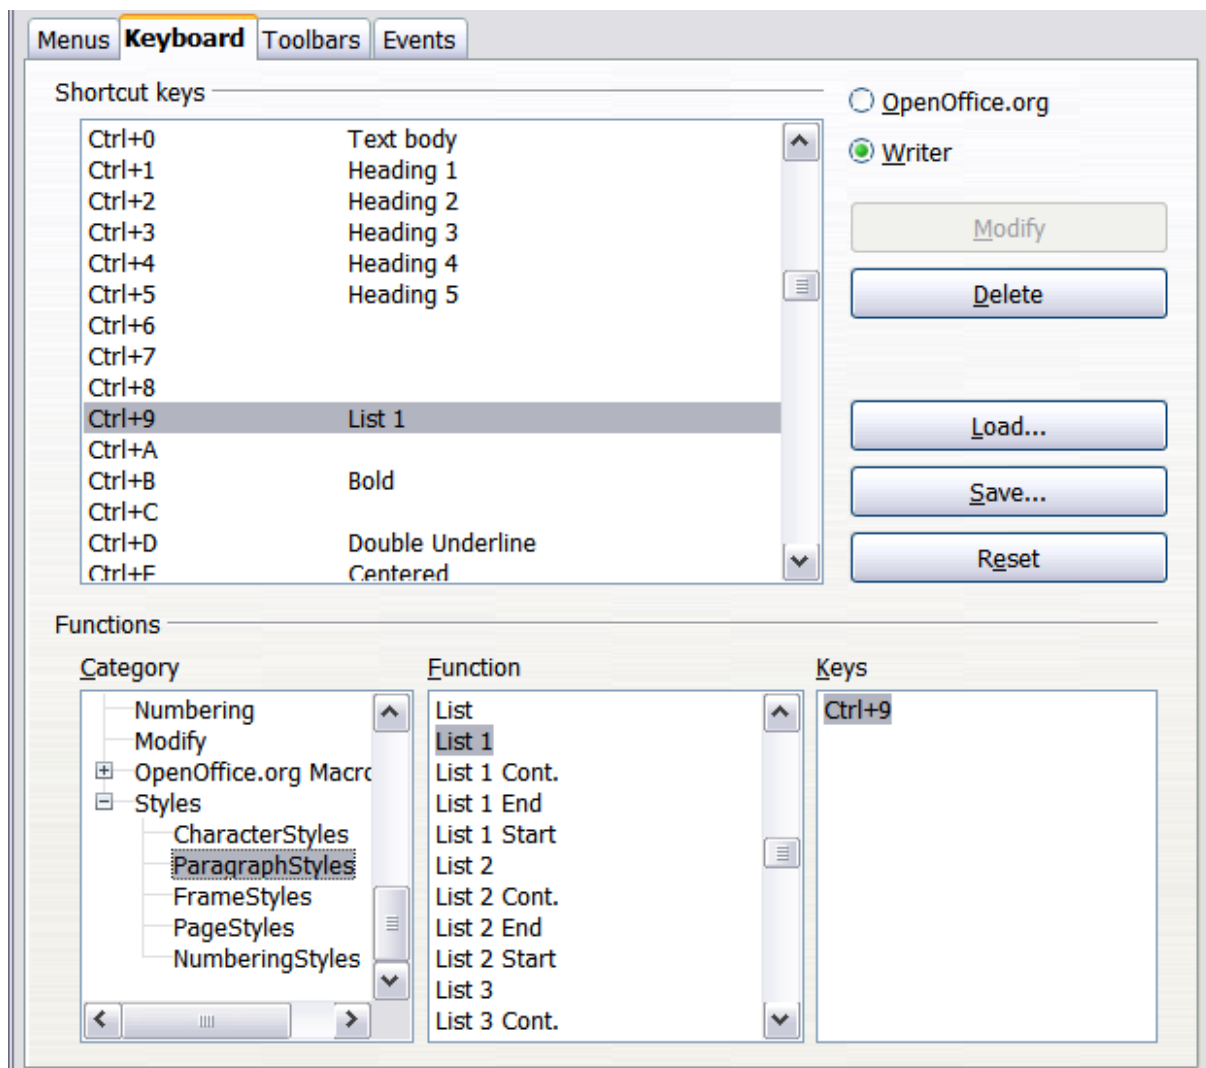 Menus Keyboard Toolbars Events
Shortcut keys
Ctrl+0 Text body
Ctrl+1 Heading 1
Ctrl+2 Heading 2
Ctrl+3 Heading 3
Ctrl+4 Heading 4
Ctrl+5 Heading 5
Ctrl+6
Ctrl+7
Ctrl+8
Ctrl+9 List 1
Ctrl+A
Ctrl+B Bold
Ctrl+C
Ctrl+D Double Underline
Ctrl+E Centered
OpenOffice.org
Writer
Modify
Delete
Load...
Save...
Reset
Functions
Category
Numbering
Modify
OpenOffice.org Macro
Styles
CharacterStyles
ParagraphStyles
FrameStyles
PageStyles
NumberingStyles
Function
List
List 1
List 1 Cont.
List 1 End
List 1 Start
List 2
List 2 Cont.
List 2 End
List 2 Start
List 3
List 3 Cont.
Keys
Ctrl+9